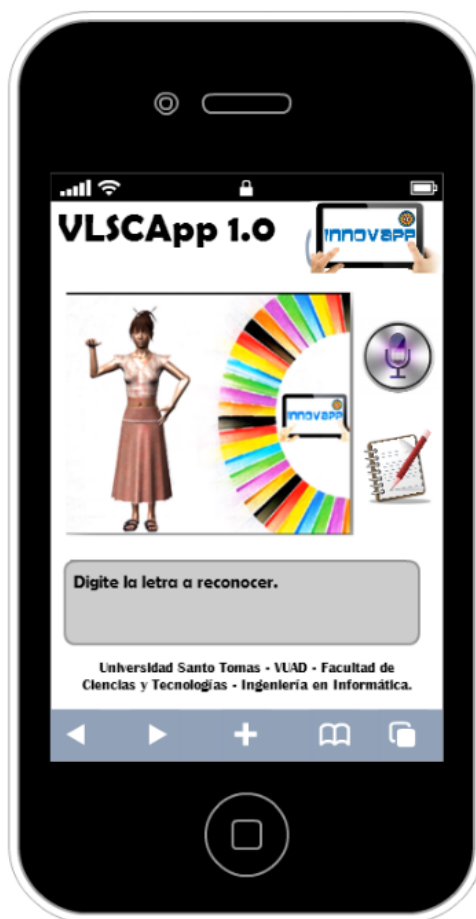 VLSCApp 1.0
INNOVAPP
INNOVAPP
Digite la letra a reconocer.
Universidad Santo Tomas - VUAD - Facultad de
Ciencias y Tecnologías - Ingeniería en Informática.